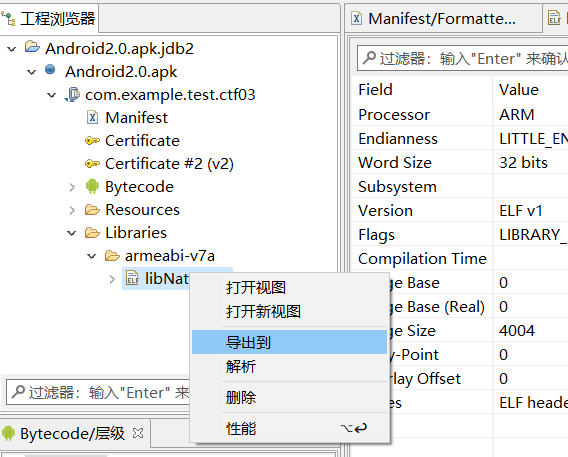 工程浏览器
Android2.0.apk.jdb2
Android2.0.apk
com.example.test.ctf03
Manifest
Certificate
Certificate #2 (v2)
Bytecode
Resources
Libraries
armeabi-v7a
libNat
过滤器：输入"Enter" 来
Bytecode/层级
打开视图
打开新视图
导出到
解析
删除
性能
Manifest/Formatte...
过滤器：输入"Enter" 来确认
Field Value
Processor ARM
Endianness LITTLE_EN
Word Size 32 bits
Subsystem
Version ELF v1
Flags LIBRARY_
Compilation Time
ge Base 0
ge Base (Real) 0
ge Size 4004
y-Point 0
rlay Offset 0
es ELF heade